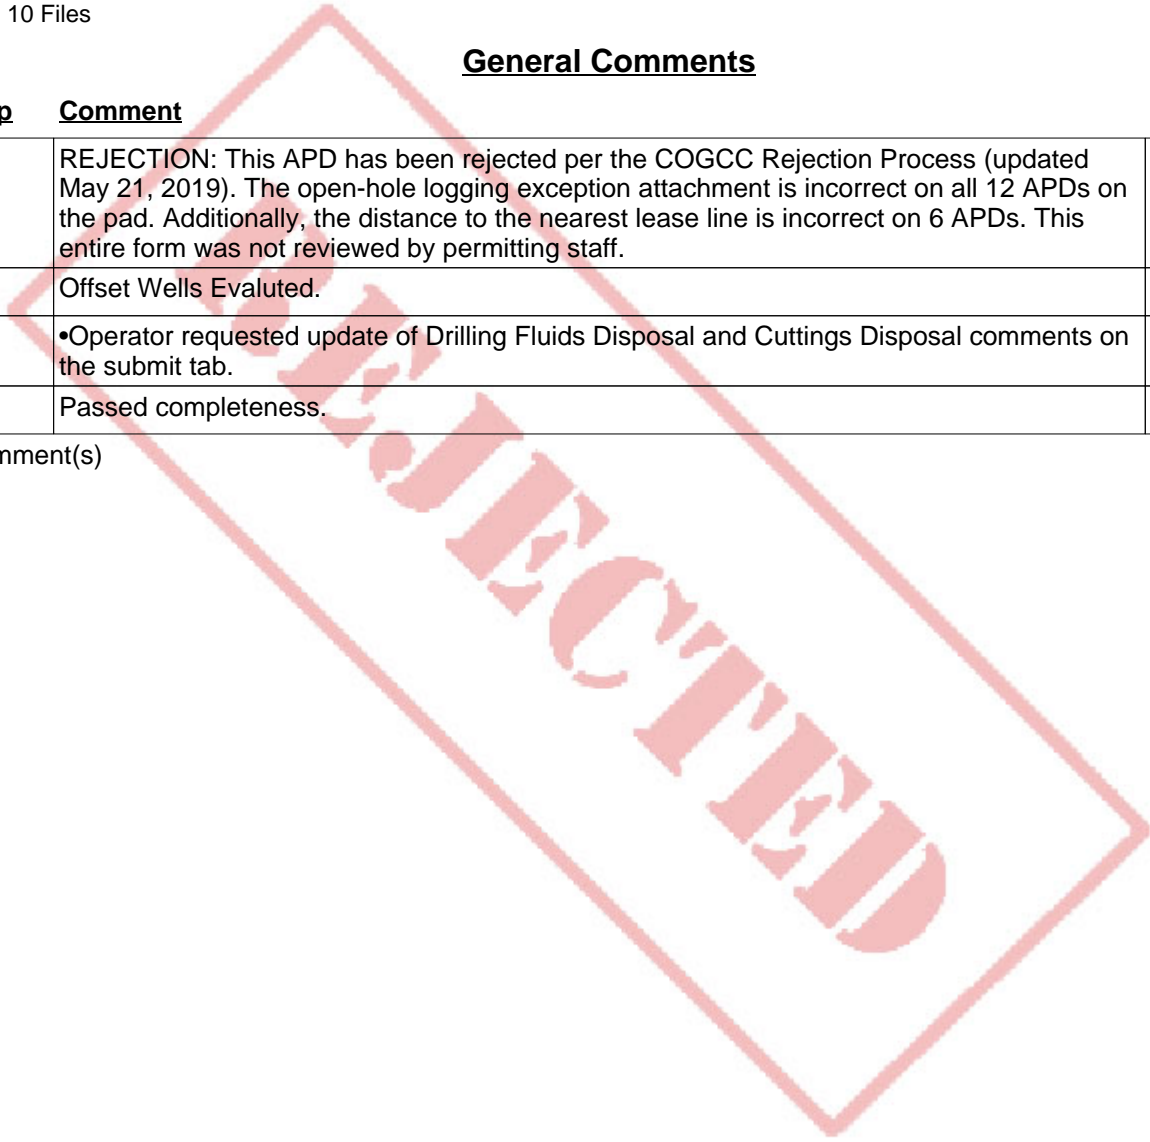 10 Files
General Comments
p Comment
REJECTION: This APD has been rejected per the COGCC Rejection Process (updated
May 21, 2019). The open-hole logging exception attachment is incorrect on all 12 APDs on
the pad. Additionally, the distance to the nearest lease line is incorrect on 6 APDs. This
entire form was not reviewed by permitting staff.
Offset Wells Evaluted.
•Operator requested update of Drilling Fluids Disposal and Cuttings Disposal comments on
the submit tab.
Passed completeness.
mment(s)
REJECTED